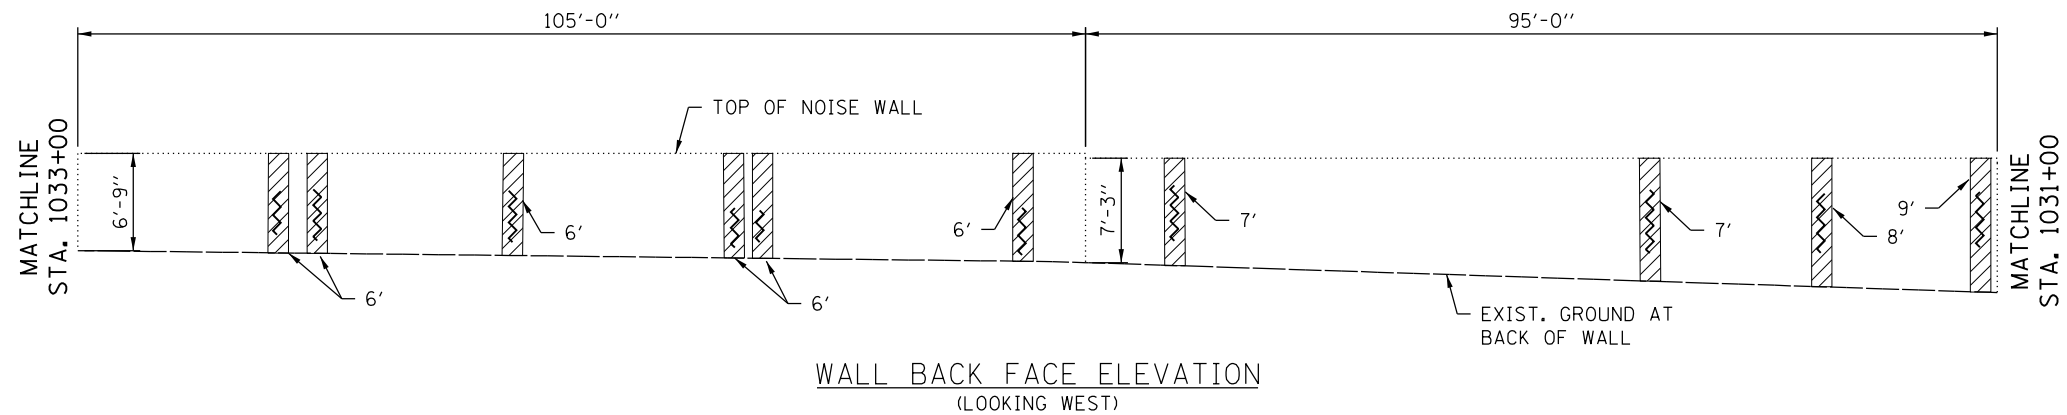 105'-0"
95'-0"
TOP OF NOISE WALL
MATCHLINE
STA. 1033+00
6'-9"
6'
6'
7'-3"
7'
7'
8'
9'
MATCHLINE
STA. 1031+00
6'
6'
EXIST. GROUND AT
BACK OF WALL
WALL BACK FACE ELEVATION
(LOOKING WEST)